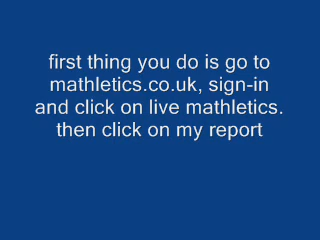 first thing you do is go to
mathletics.co.uk, sign-in
and click on live mathletics.
then click on my report